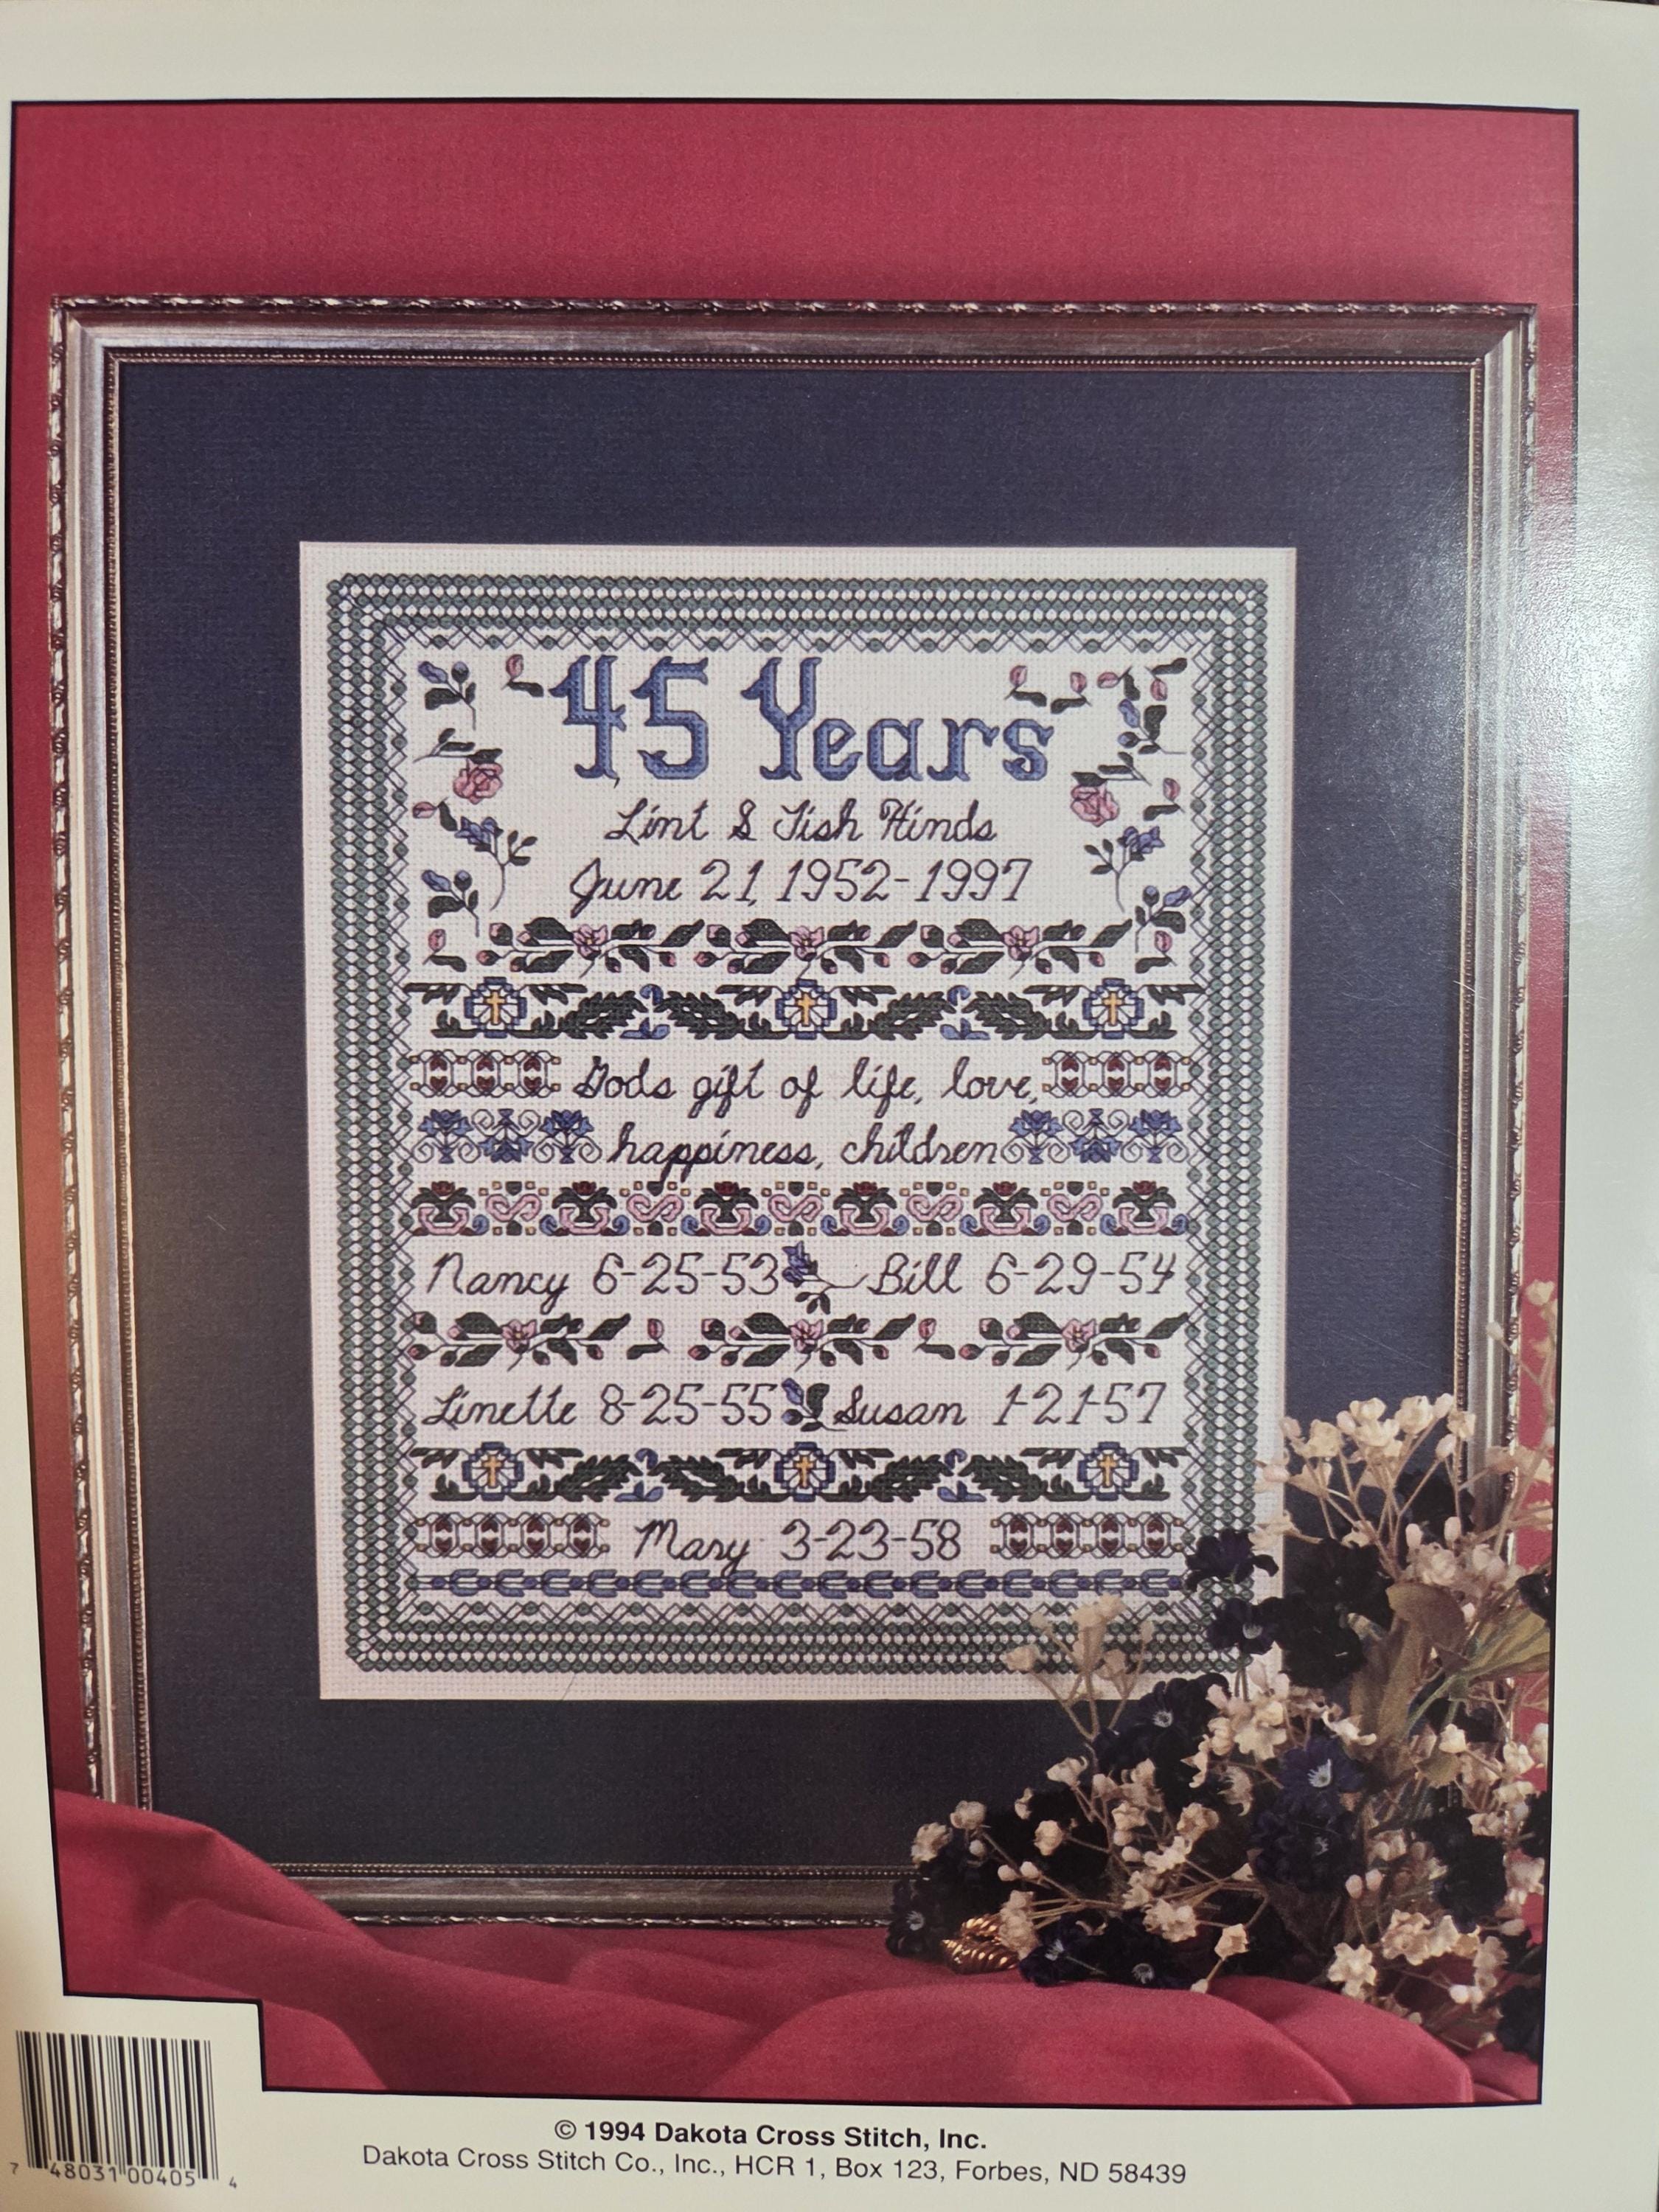 45 Years
Lint & Tish Hinds
June 21, 1952-1997
Gods gift of life, love,
happiness, children
Nancy 6-25-53 Bill 6-29-54
Linette 8-25-55 Susan 1-21-57
Mary 3-23-58
© 1994 Dakota Cross Stitch, Inc.
Dakota Cross Stitch Co., Inc., HCR 1, Box 123, Forbes, ND 58439
7 48031 00405 4